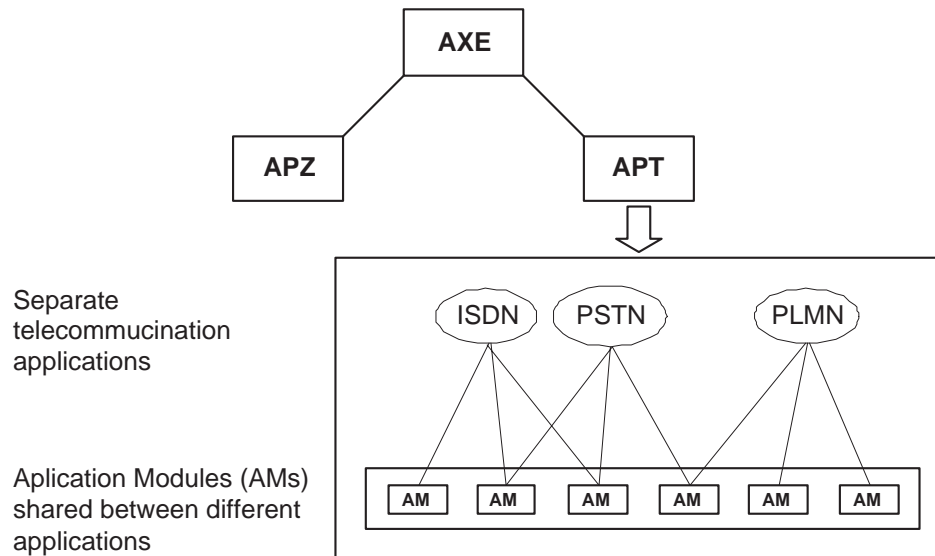 AXE
APZ
APT
Separate
telecommucination
applications
ISDN
PSTN
PLMN
Aplication Modules (AMs)
shared between different
applications
AM
AM
AM
AM
AM
AM